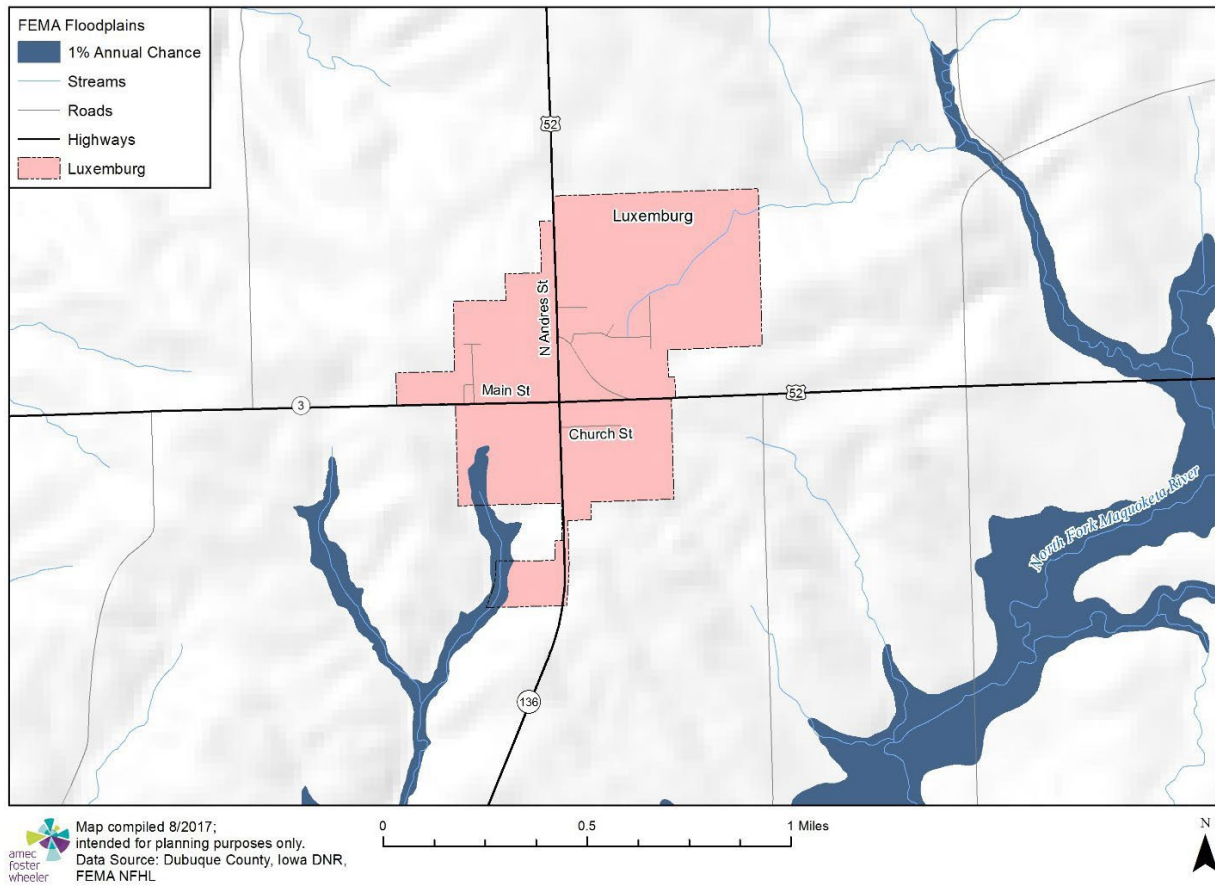 FEMA Floodplains
1% Annual Chance
Streams
Roads
Highways
Luxemburg
52
Luxemburg
N Andres St
Main St
3
52
Church St
North Fork Maquoketa River
136
amec
foster
wheeler
Map compiled 8/2017;
intended for planning purposes only.
Data Source: Dubuque County, Iowa DNR,
FEMA NFHL
0 0.5 1 Miles
N